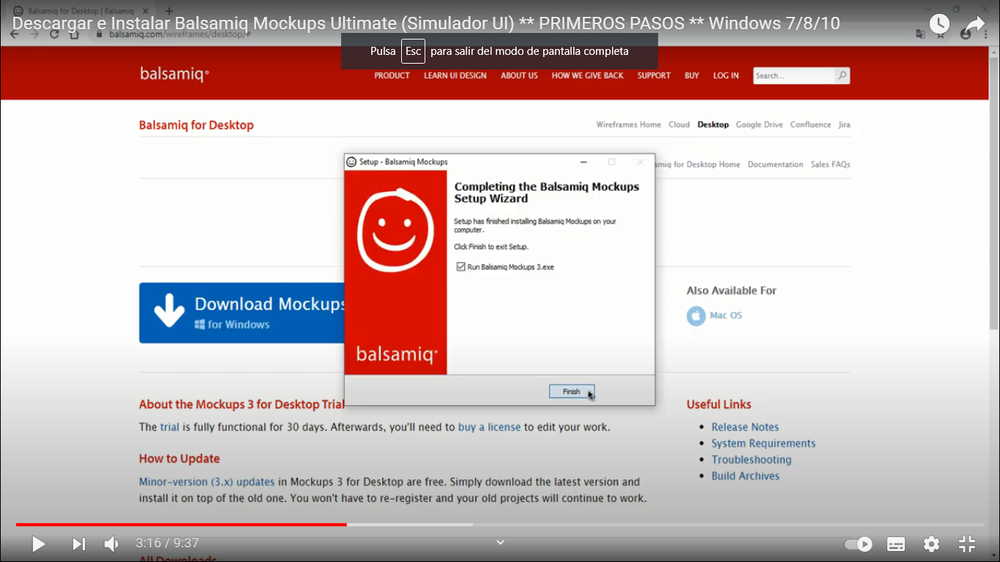 Balsamiq for Desktop | Balsamiq
Descargar e Instalar Balsamiq Mockups Ultimate (Simulador UI) ** PRIMEROS PASOS ** Windows 7/8/10
balsamiq.com/wireframes/desktop/#
Pulsa Esc para salir del modo de pantalla completa
balsamiq
PRODUCT LEARN UI DESIGN ABOUT US HOW WE GIVE BACK SUPPORT BUY LOG IN Search...
Balsamiq for Desktop
Wireframes Home Cloud Desktop Google Drive Confluence Jira
amiq for Desktop Home Documentation Sales FAQs
Setup - Balsamiq Mockups
Completing the Balsamiq Mockups
Setup Wizard
Setup has finished installing Balsamiq Mockups on your
computer.
Click Finish to exit Setup.
Run Balsamiq Mockups 3.exe
balsamiq
Finish
Download Mockups
for Windows
Also Available For
Mac OS
About the Mockups 3 for Desktop Trial
The trial is fully functional for 30 days. Afterwards, you'll need to buy a license to edit your work.
How to Update
Minor-version (3.x) updates in Mockups 3 for Desktop are free. Simply download the latest version and
install it on top of the old one. You won't have to re-register and your old projects will continue to work.
Useful Links
Release Notes
System Requirements
Troubleshooting
Build Archives
3:16 / 9:37
All Downloads